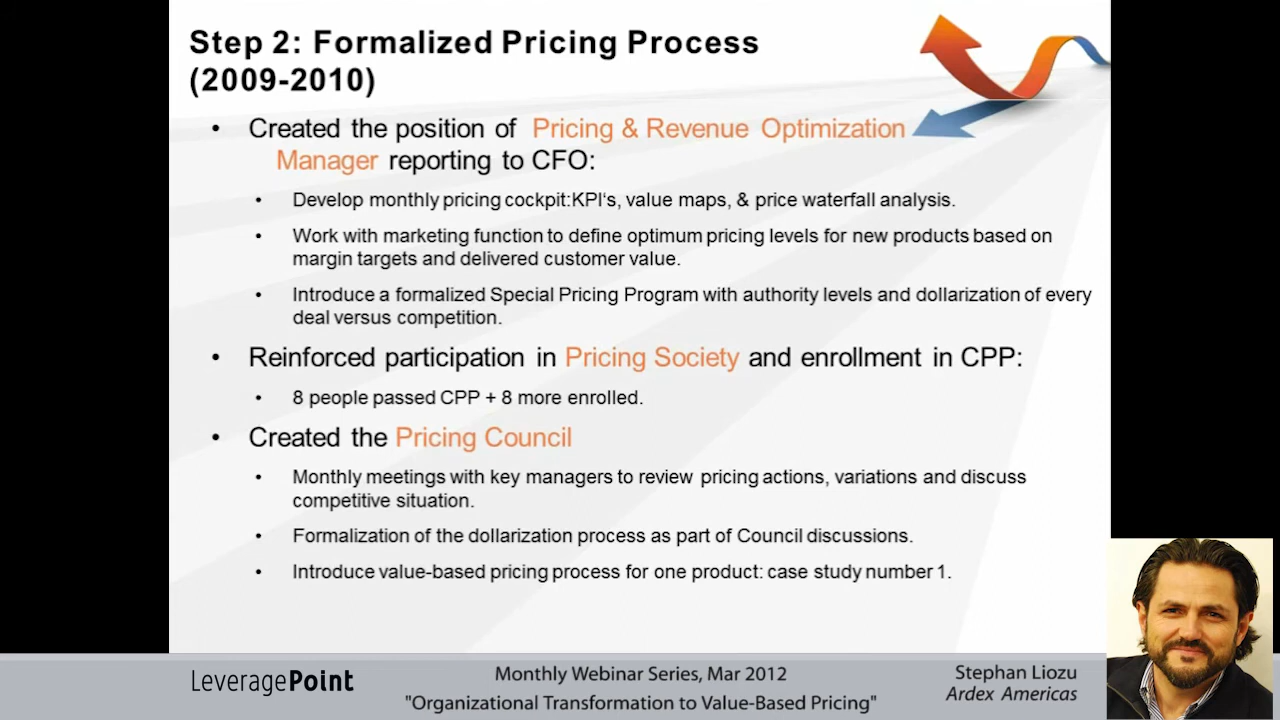 Step 2: Formalized Pricing Process
(2009-2010)
• Created the position of Pricing & Revenue Optimization
Manager reporting to CFO:
• Develop monthly pricing cockpit:KPI's, value maps, & price waterfall analysis.
• Work with marketing function to define optimum pricing levels for new products based on
margin targets and delivered customer value.
• Introduce a formalized Special Pricing Program with authority levels and dollarization of every
deal versus competition.
• Reinforced participation in Pricing Society and enrollment in CPP:
• 8 people passed CPP + 8 more enrolled.
• Created the Pricing Council
• Monthly meetings with key managers to review pricing actions, variations and discuss
competitive situation.
• Formalization of the dollarization process as part of Council discussions.
• Introduce value-based pricing process for one product: case study number 1.
LeveragePoint
Monthly Webinar Series, Mar 2012
"Organizational Transformation to Value-Based Pricing"
Stephan Liozu
Ardex Americas